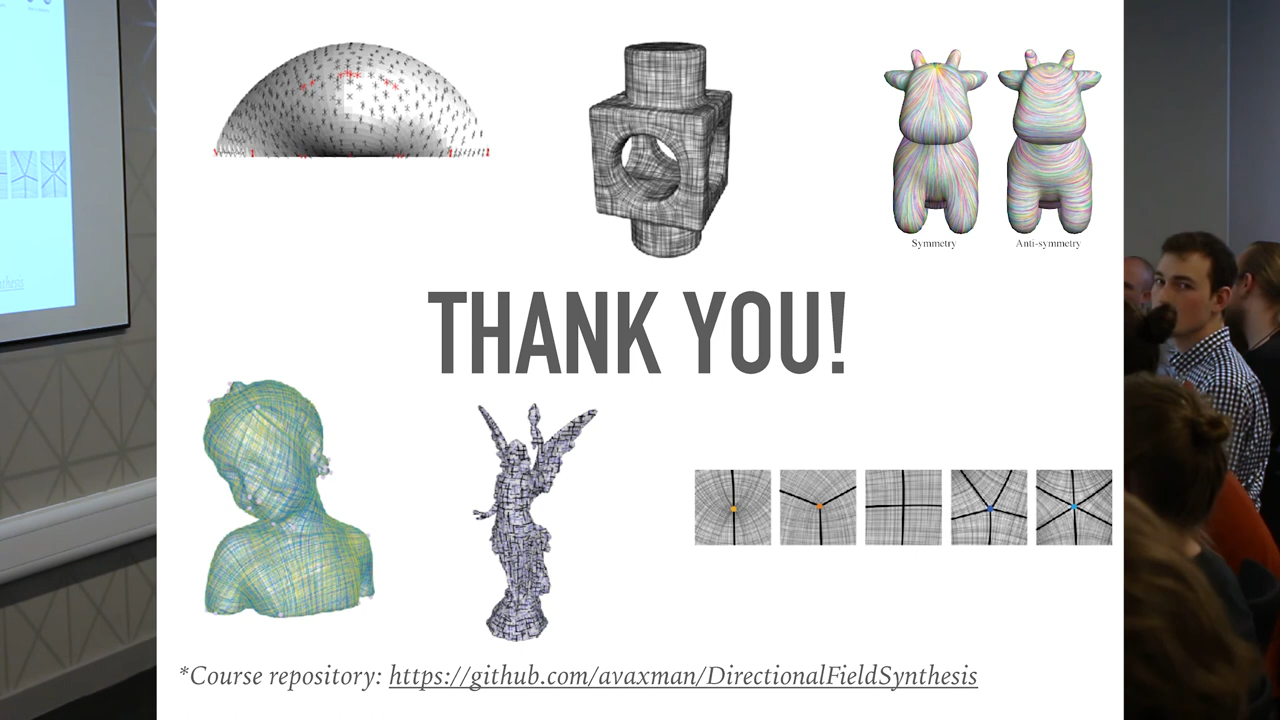 Symmetry
Anti-symmetry
THANK YOU!
*Course repository: https://github.com/avaxman/DirectionalFieldSynthesis